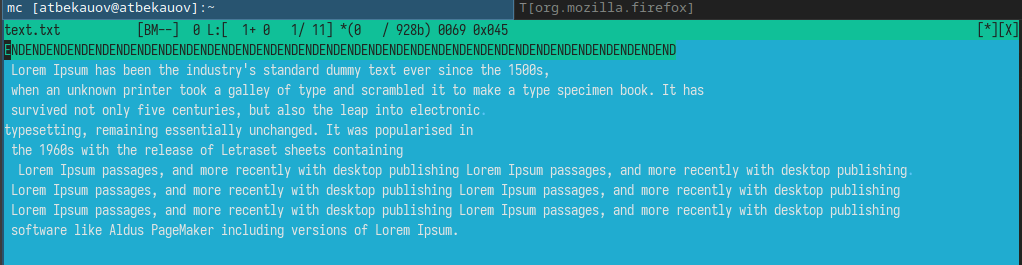 mc [atbekauov@atbekauov]:~ T[org.mozilla.firefox]
text.txt [BM--] 0 L:[ 1+ 0 1/ 11] *(0 / 928b) 0069 0x045 [*][X]
ENDENDENDENDENDENDENDENDENDENDENDENDENDENDENDENDENDENDENDENDENDENDENDENDENDENDENDENDENDENDENDEND
Lorem Ipsum has been the industry's standard dummy text ever since the 1500s,
when an unknown printer took a galley of type and scrambled it to make a type specimen book. It has
survived not only five centuries, but also the leap into electronic
typesetting, remaining essentially unchanged. It was popularised in
the 1960s with the release of Letraset sheets containing
Lorem Ipsum passages, and more recently with desktop publishing Lorem Ipsum passages, and more recently with desktop publishing
Lorem Ipsum passages, and more recently with desktop publishing Lorem Ipsum passages, and more recently with desktop publishing
Lorem Ipsum passages, and more recently with desktop publishing Lorem Ipsum passages, and more recently with desktop publishing
software like Aldus PageMaker including versions of Lorem Ipsum.